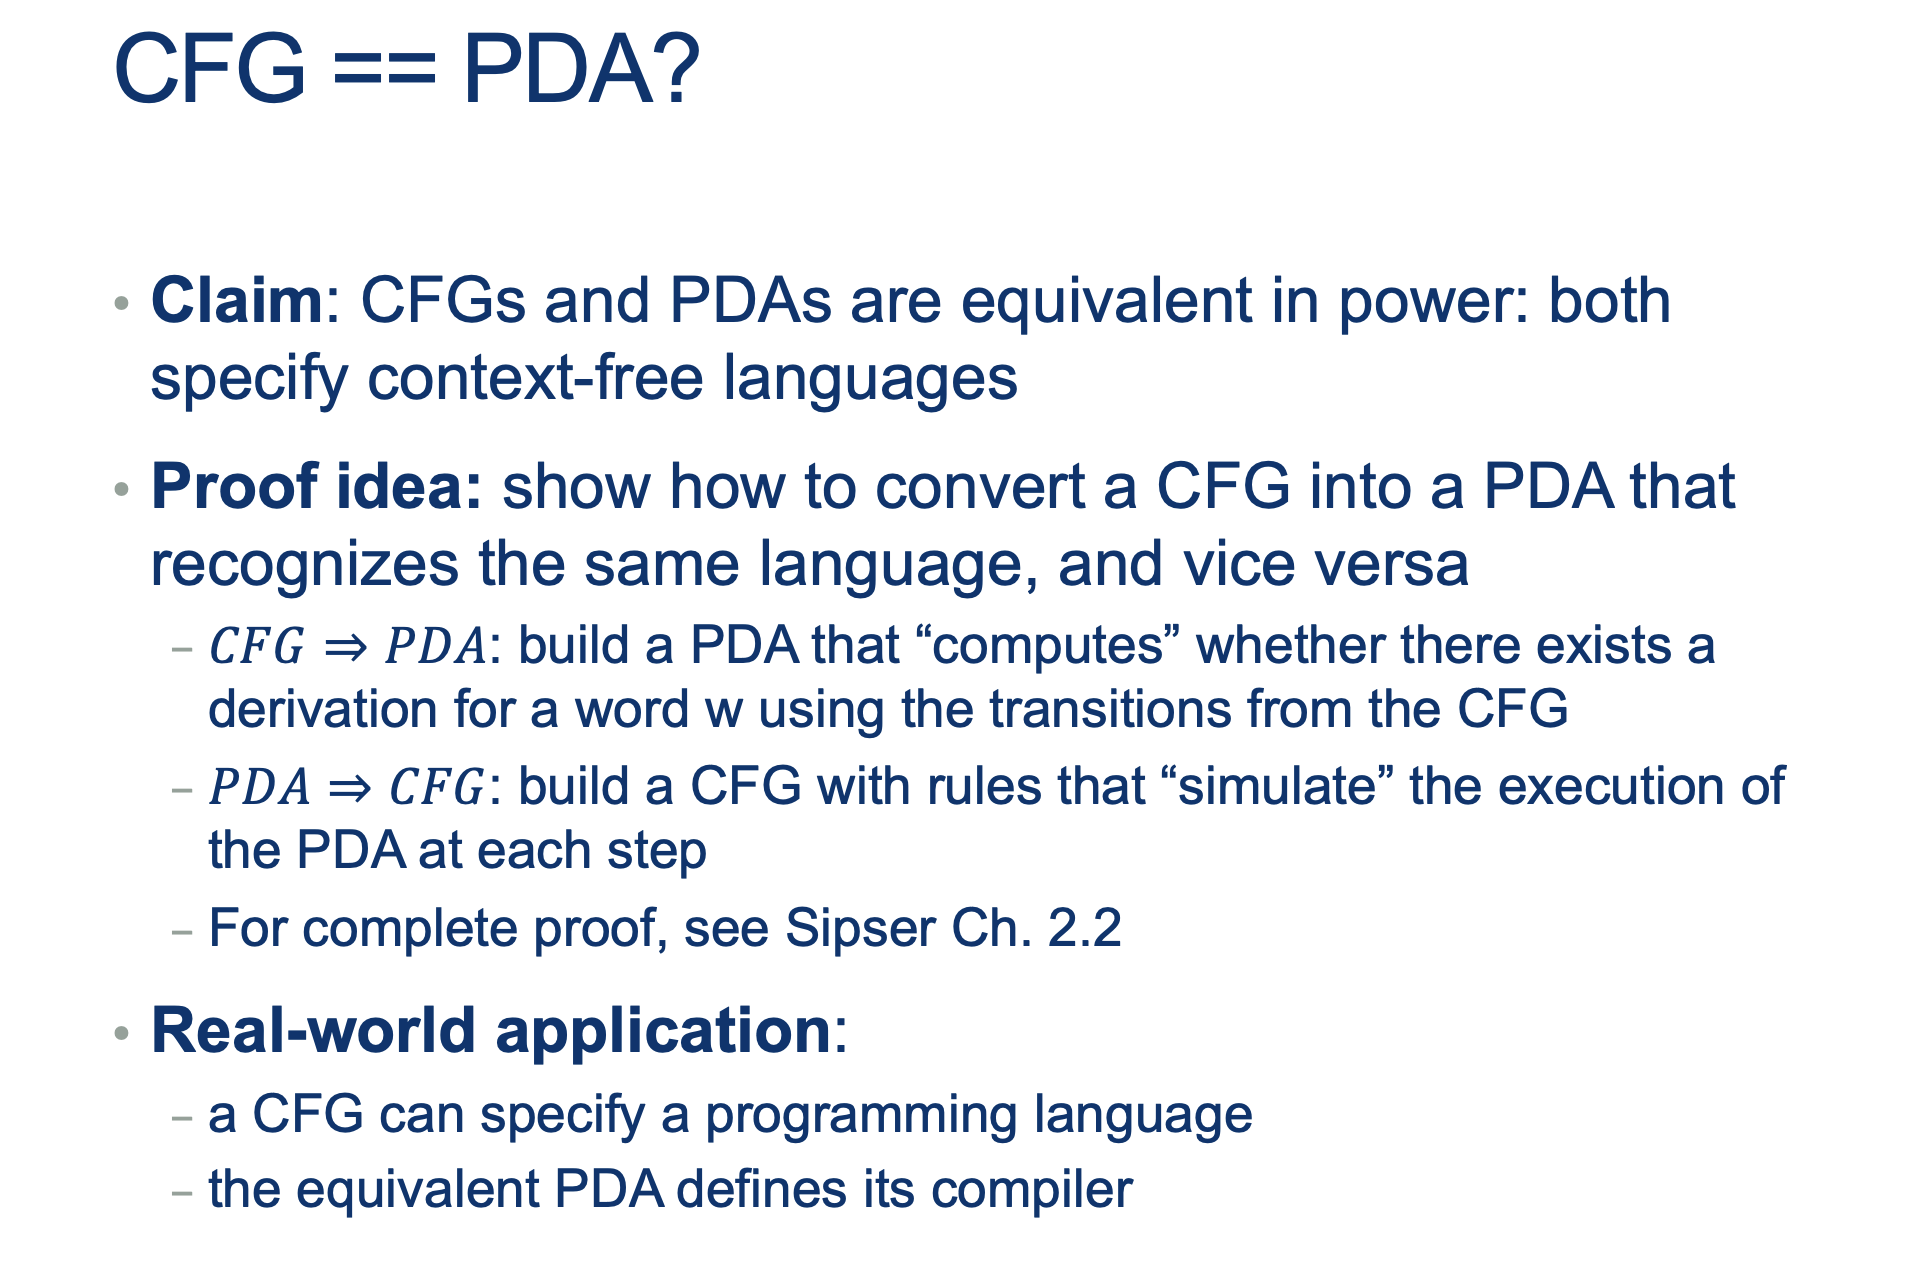 CFG == PDA?
• Claim: CFGs and PDAs are equivalent in power: both
specify context-free languages
• Proof idea: show how to convert a CFG into a PDA that
recognizes the same language, and vice versa
– CFG ⇒ PDA: build a PDA that “computes” whether there exists a
derivation for a word w using the transitions from the CFG
– PDA ⇒ CFG: build a CFG with rules that “simulate” the execution of
the PDA at each step
– For complete proof, see Sipser Ch. 2.2
• Real-world application:
– a CFG can specify a programming language
– the equivalent PDA defines its compiler